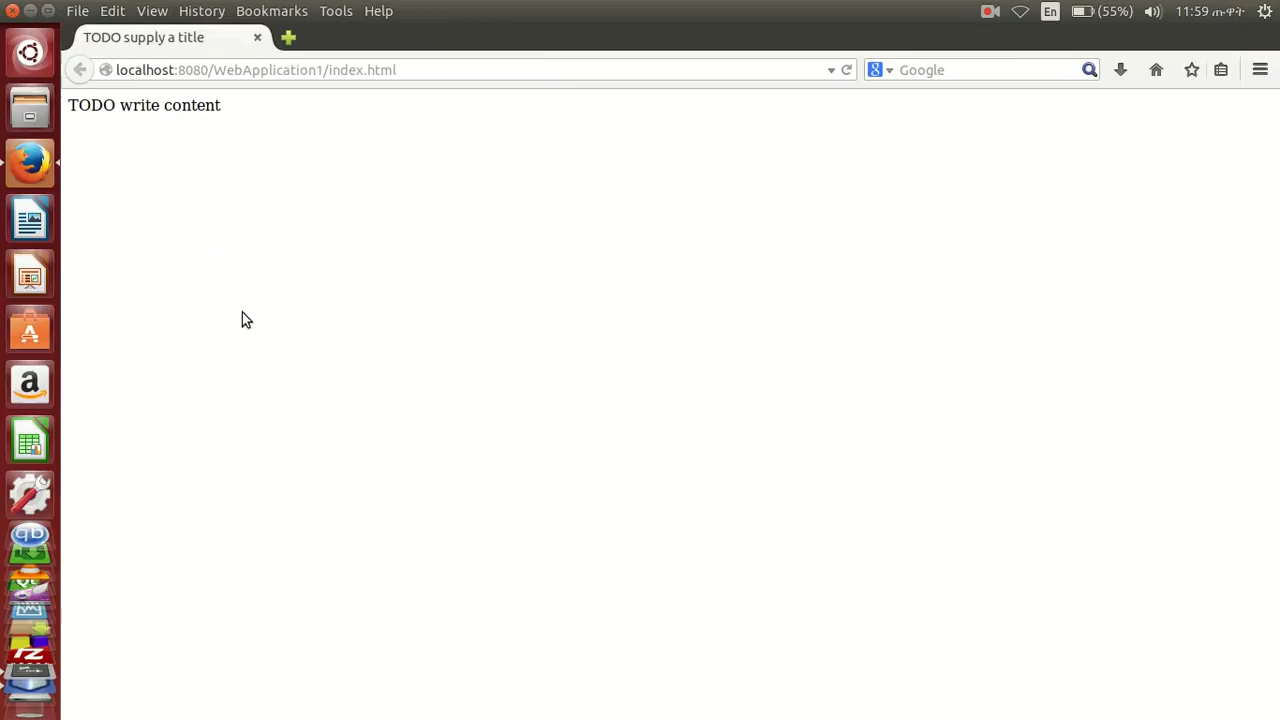 File Edit View History Bookmarks Tools Help
En (55%) 11:59 ጡዋት
TODO supply a title
localhost:8080/WebApplication1/index.html
Google
TODO write content